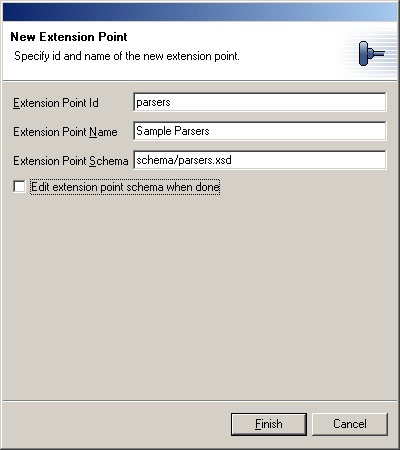 New Extension Point
Specify id and name of the new extension point.
Extension Point Id parsers
Extension Point Name Sample Parsers
Extension Point Schema schema/parsers.xsd
Edit extension point schema when done
Finish Cancel